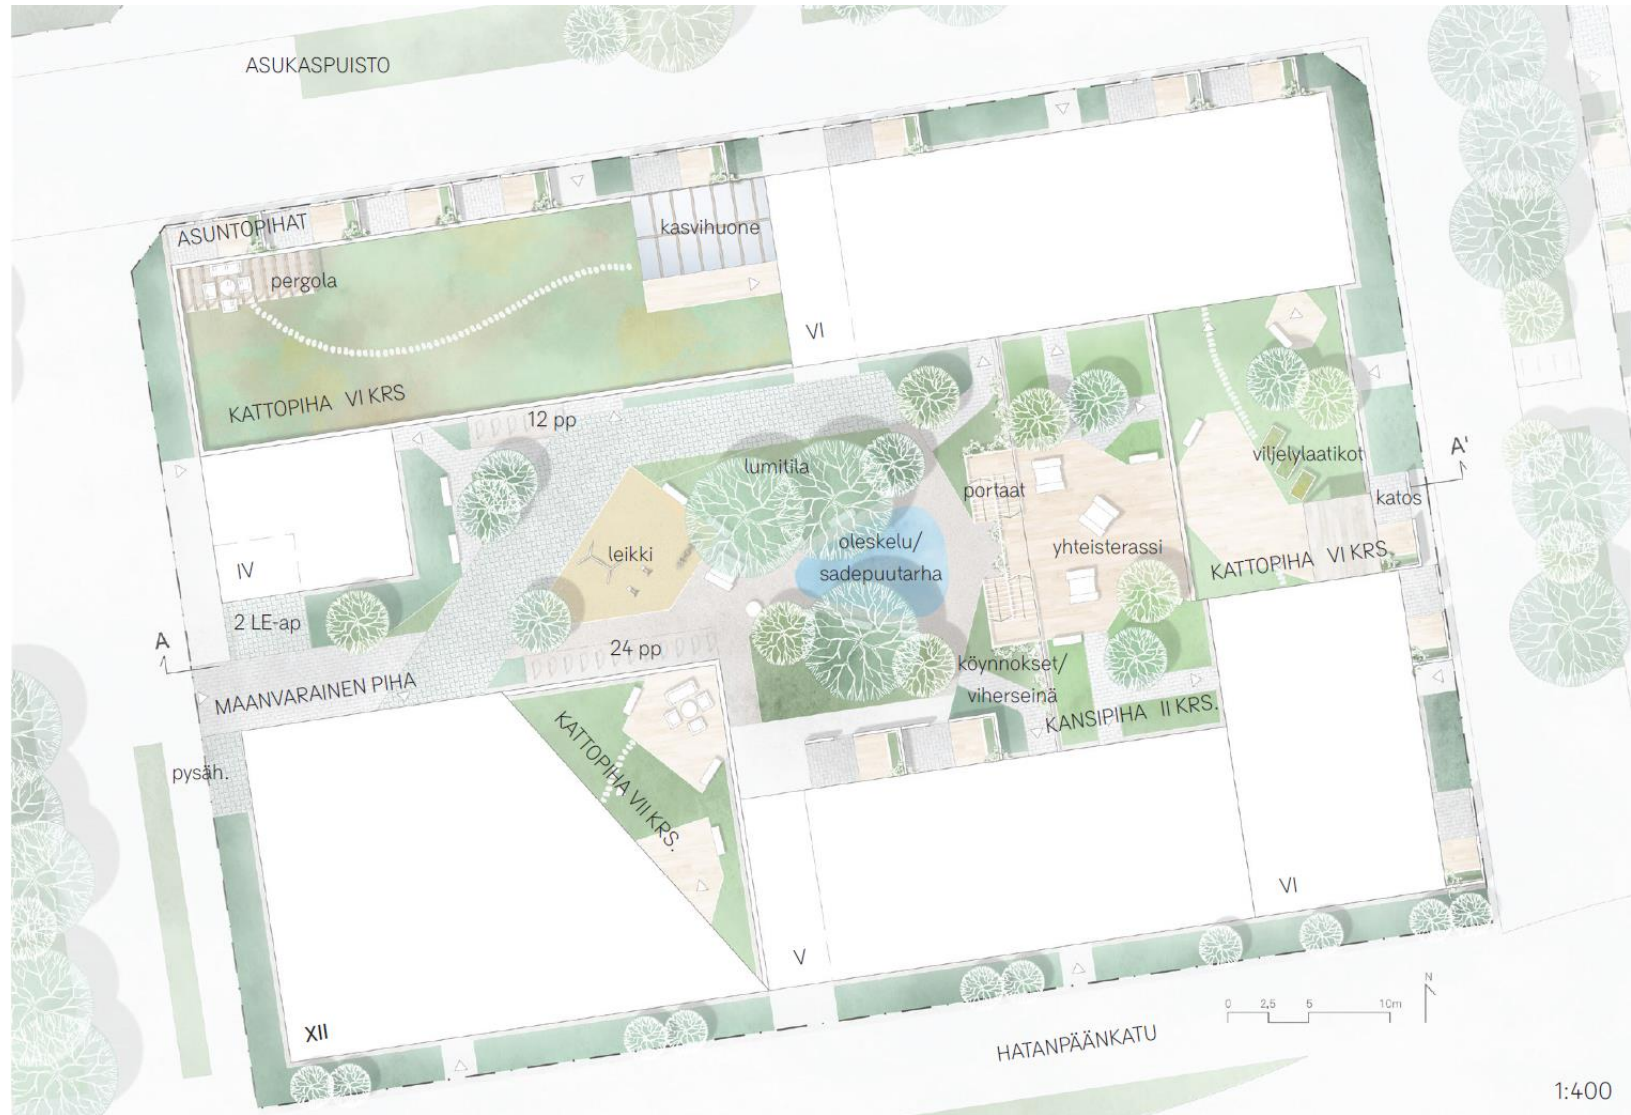 ASUKASPUISTO
ASUNTOPIHAT
kasvihuone
pergola
VI
KATTOPIHA VI KRS
12 pp
lumitila
viljelylaatikot
A'
portaat
katos
oleskelu/
sadepuutarha
yhteisterassi
leikki
IV
KATTOPIHA VI KRS
2 LE-ap
A
24 pp
köynnokset/
viherseinä
MAANVARAINEN PIHA
KANSIPIHA II KRS.
KATTOPIHA VII KRS.
pysäh.
VI
V
XII
N
0 2,5 5 10m
HATANPÄÄNKATU
1:400